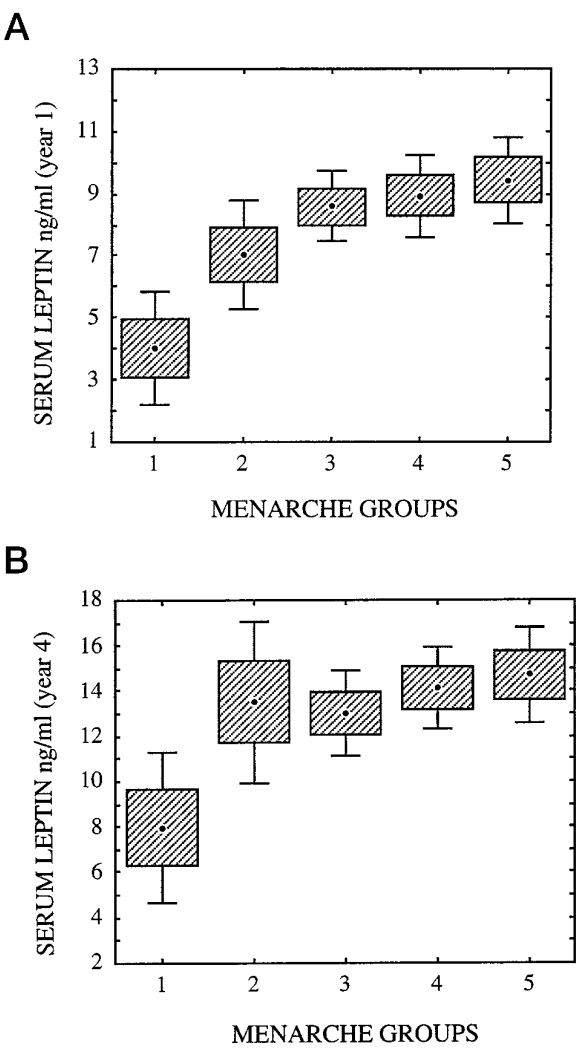 A
SERUM LEPTIN ng/ml (year 1)
13
11
9
7
5
3
1
1 2 3 4 5
MENARCHE GROUPS
B
SERUM LEPTIN ng/ml (year 4)
18
16
14
12
10
8
6
4
2
1 2 3 4 5
MENARCHE GROUPS